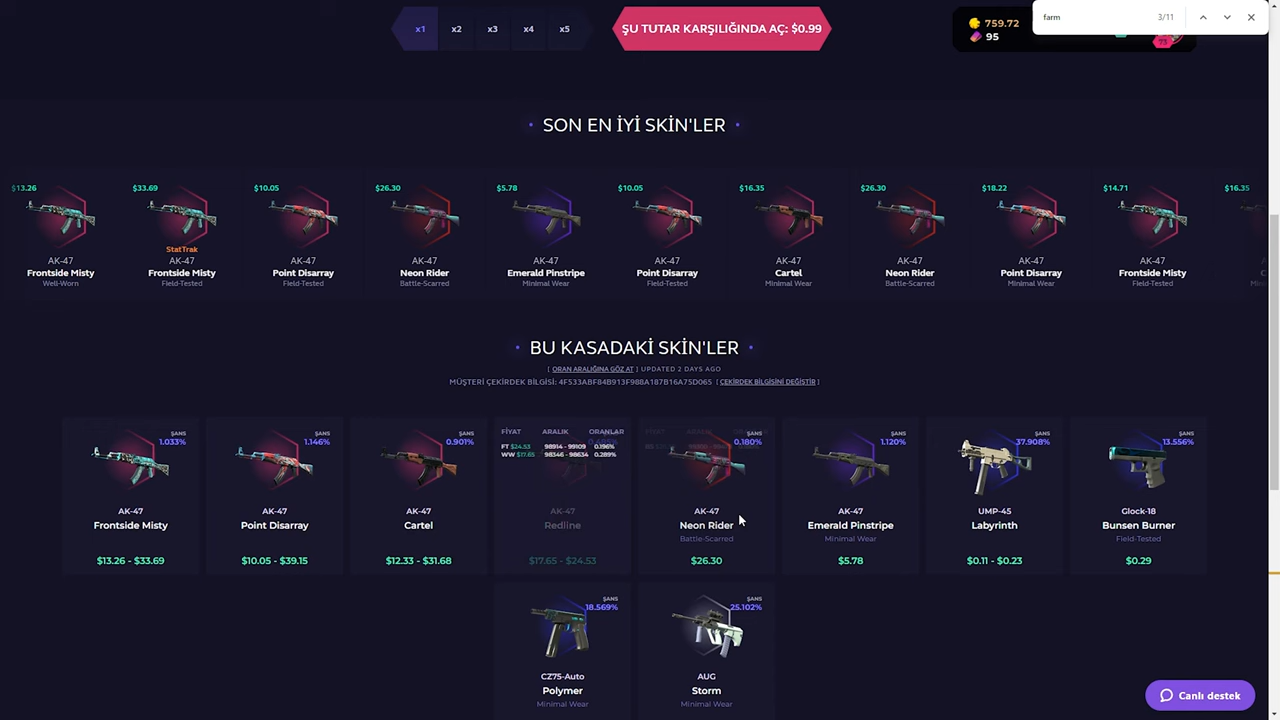 farm
3/11
x1
x2
x3
x4
x5
ŞU TUTAR KARŞILIĞINDA AÇ: $0.99
759.72
95
73
SON EN İYİ SKİN'LER
$13.26
AK-47
Frontside Misty
Well-Worn
$33.69
StatTrak
AK-47
Frontside Misty
Field-Tested
$10.05
AK-47
Point Disarray
Field-Tested
$26.30
AK-47
Neon Rider
Battle-Scarred
$5.78
AK-47
Emerald Pinstripe
Minimal Wear
$10.05
AK-47
Point Disarray
Field-Tested
$16.35
AK-47
Cartel
Minimal Wear
$26.30
AK-47
Neon Rider
Battle-Scarred
$18.22
AK-47
Point Disarray
Minimal Wear
$14.71
AK-47
Frontside Misty
Field-Tested
$16.35
BU KASADAKİ SKİN'LER
[ ORAN ARALIĞINA GÖZ AT ] UPDATED 2 DAYS AGO
MÜŞTERİ ÇEKİRDEK BİLGİSİ: 4F533ABF84B913F988A187B16A75D065 [ ÇEKİRDEK BİLGİSİNİ DEĞİŞTİR ]
ŞANS
1.033%
AK-47
Frontside Misty
$13.26 - $33.69
ŞANS
1.146%
AK-47
Point Disarray
$10.05 - $39.15
ŞANS
0.901%
AK-47
Cartel
$12.33 - $31.68
FİYAT ARALIK ORANLAR
FT $24.53 98914 - 99109 0.196%
WW $17.65 98346 - 98634 0.289%
AK-47
Redline
$17.65 - $24.53
ŞANS
0.180%
AK-47
Neon Rider
Battle-Scarred
$26.30
ŞANS
1.120%
AK-47
Emerald Pinstripe
Minimal Wear
$5.78
ŞANS
37.908%
UMP-45
Labyrinth
$0.11 - $0.23
ŞANS
13.556%
Glock-18
Bunsen Burner
Field-Tested
$0.29
ŞANS
18.569%
CZ75-Auto
Polymer
Minimal Wear
ŞANS
25.102%
AUG
Storm
Minimal Wear
Canlı destek